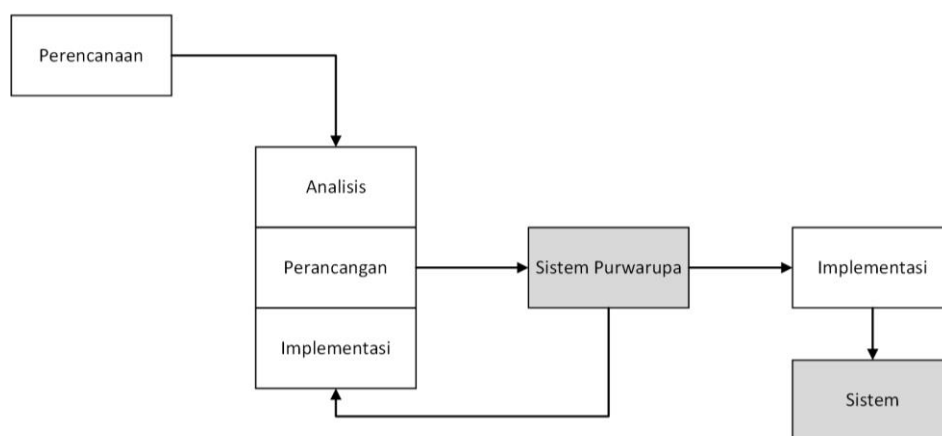 Perencanaan
Analisis
Perancangan
Implementasi
Sistem Purwarupa
Implementasi
Sistem